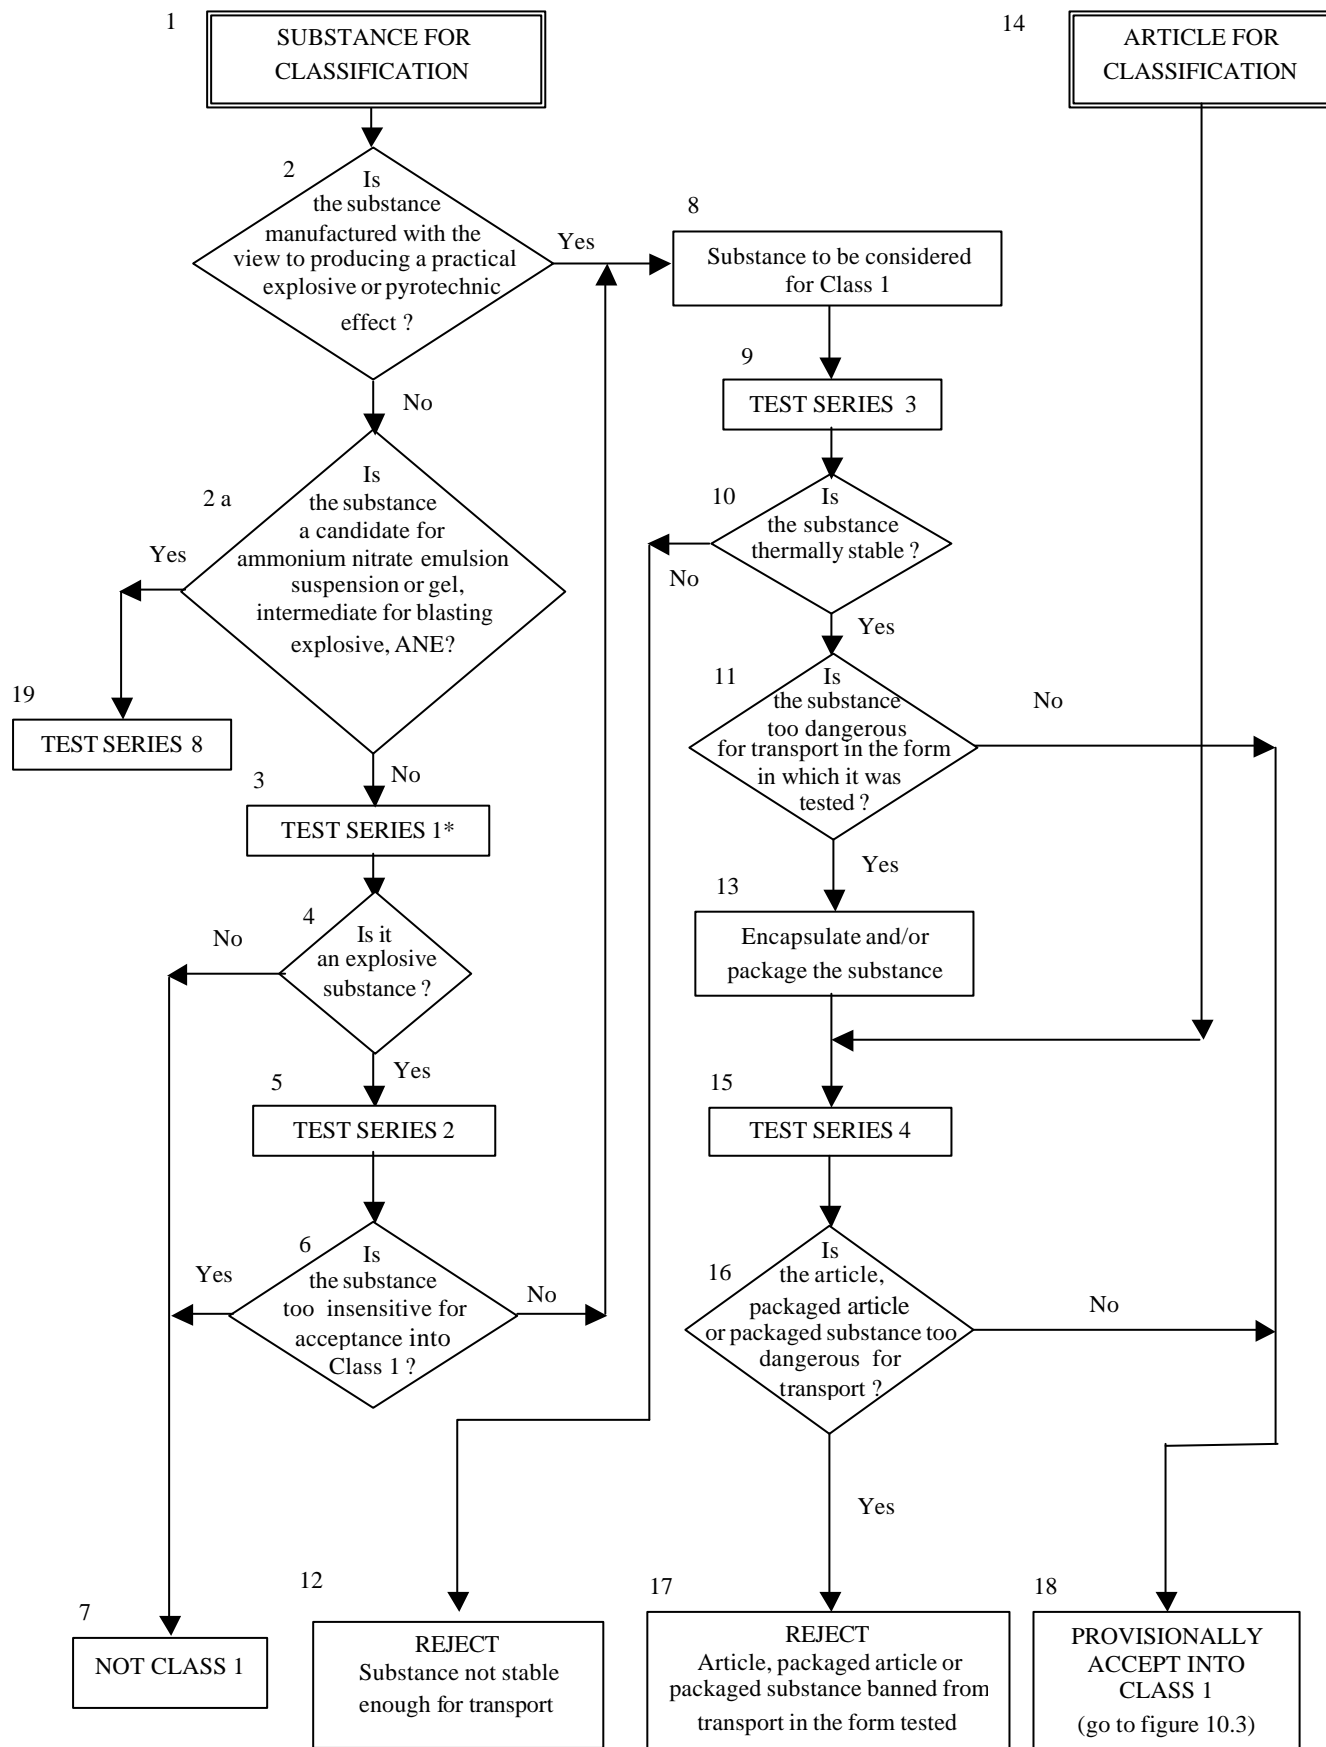 1
SUBSTANCE FOR
CLASSIFICATION
14
ARTICLE FOR
CLASSIFICATION
2
Is
the substance
manufactured with the
view to producing a practical
explosive or pyrotechnic
effect ?
Yes
No
8
Substance to be considered
for Class 1
9
TEST SERIES 3
2 a
Is
the substance
a candidate for
ammonium nitrate emulsion
suspension or gel,
intermediate for blasting
explosive, ANE?
Yes
No
10
Is
the substance
thermally stable ?
No
Yes
19
TEST SERIES 8
11
Is
the substance
too dangerous
for transport in the form
in which it was
tested ?
No
Yes
3
TEST SERIES 1*
4
Is it
an explosive
substance ?
No
Yes
13
Encapsulate and/or
package the substance
5
TEST SERIES 2
15
TEST SERIES 4
6
Is
the substance
too insensitive for
acceptance into
Class 1 ?
Yes
No
16
Is
the article,
packaged article
or packaged substance too
dangerous for
transport ?
No
Yes
7
NOT CLASS 1
12
REJECT
Substance not stable
enough for transport
17
REJECT
Article, packaged article or
packaged substance banned from
transport in the form tested
18
PROVISIONALLY
ACCEPT INTO
CLASS 1
(go to figure 10.3)